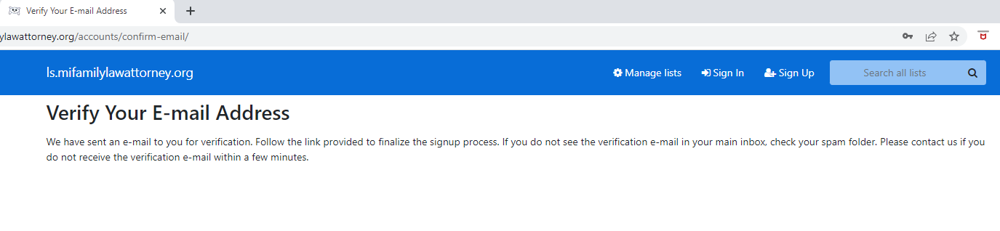 Verify Your E-mail Address
ylawattorney.org/accounts/confirm-email/
ls.mifamilylawattorney.org Manage lists Sign In Sign Up Search all lists
Verify Your E-mail Address
We have sent an e-mail to you for verification. Follow the link provided to finalize the signup process. If you do not see the verification e-mail in your main inbox, check your spam folder. Please contact us if you
do not receive the verification e-mail within a few minutes.